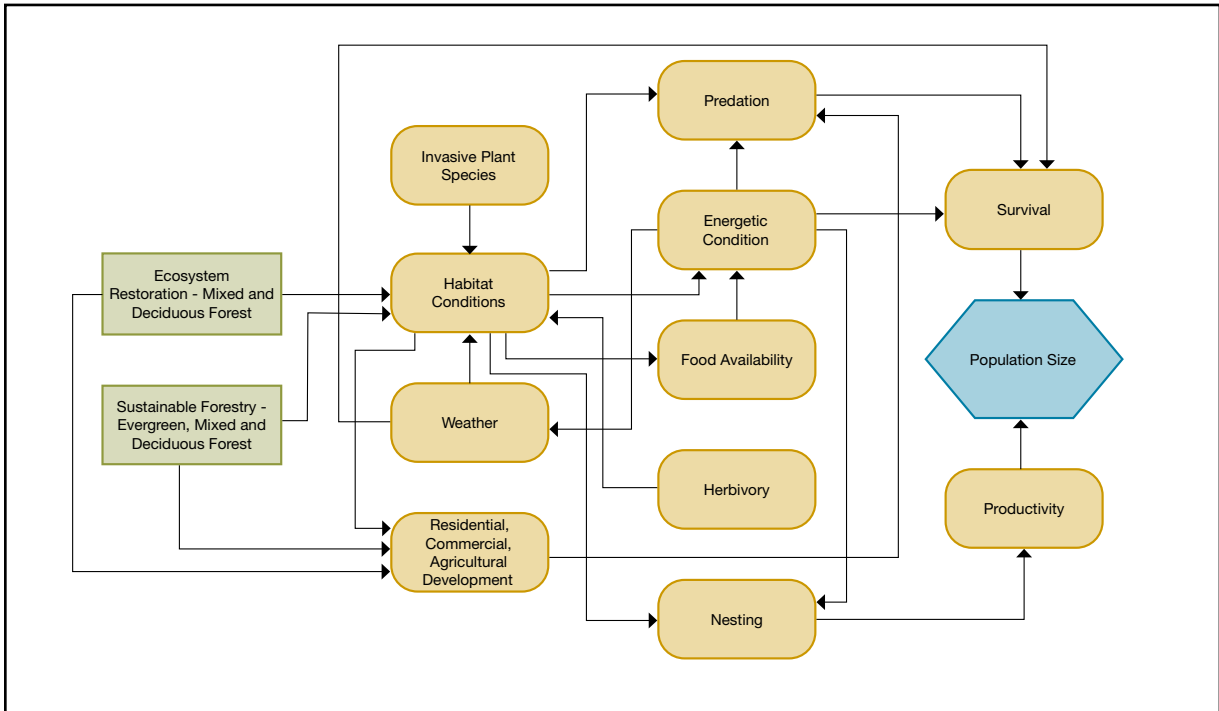 Predation
Invasive Plant
Species
Energetic
Condition
Survival
Ecosystem
Restoration - Mixed and
Deciduous Forest
Habitat
Conditions
Food Availability
Population Size
Sustainable Forestry -
Evergreen, Mixed and
Deciduous Forest
Weather
Herbivory
Productivity
Residential,
Commercial,
Agricultural
Development
Nesting